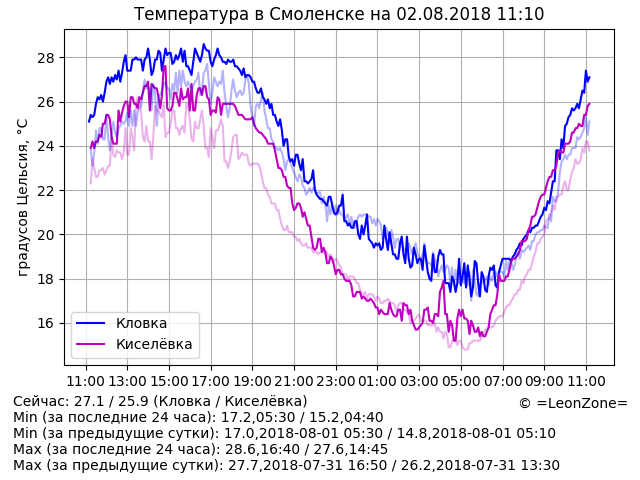 Температура в Смоленске на 02.08.2018 11:10
градусов Цельсия, °C
28
26
24
22
20
18
16
Кловка
Киселёвка
11:00 13:00 15:00 17:00 19:00 21:00 23:00 01:00 03:00 05:00 07:00 09:00 11:00
Сейчас: 27.1 / 25.9 (Кловка / Киселёвка)
© =LeonZone=
Min (за последние 24 часа): 17.2,05:30 / 15.2,04:40
Min (за предыдущие сутки): 17.0,2018-08-01 05:30 / 14.8,2018-08-01 05:10
Max (за последние 24 часа): 28.6,16:40 / 27.6,14:45
Max (за предыдущие сутки): 27.7,2018-07-31 16:50 / 26.2,2018-07-31 13:30